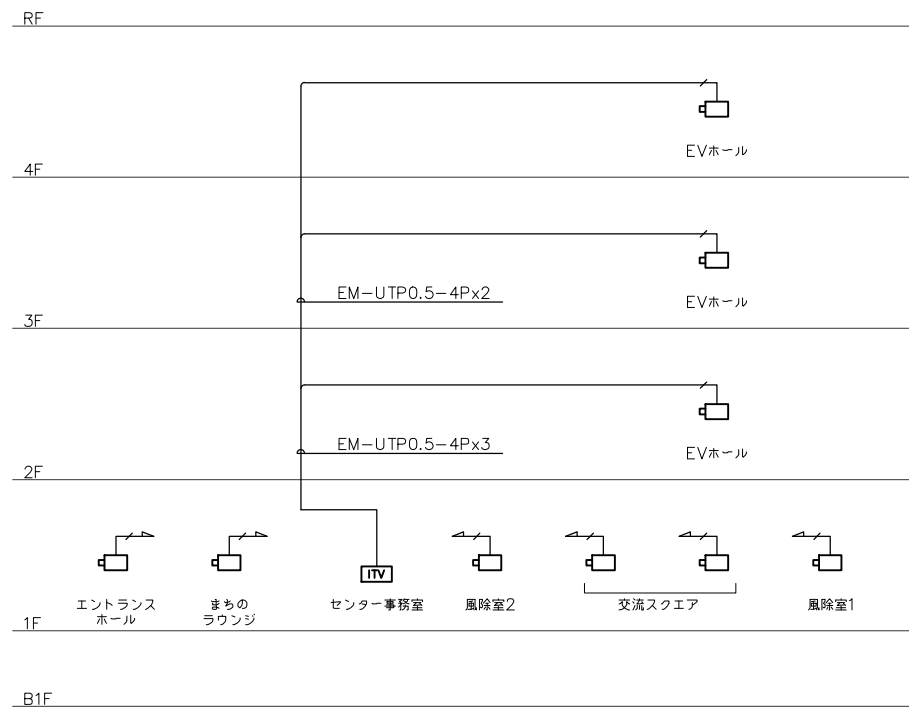 RF
EVホール
4F
EM-UTP0.5-4Px2
EVホール
3F
EM-UTP0.5-4Px3
EVホール
2F
ITV
エントランス
ホール
まちの
ラウンジ
センター事務室
風除室2
交流スクエア
風除室1
1F
B1F